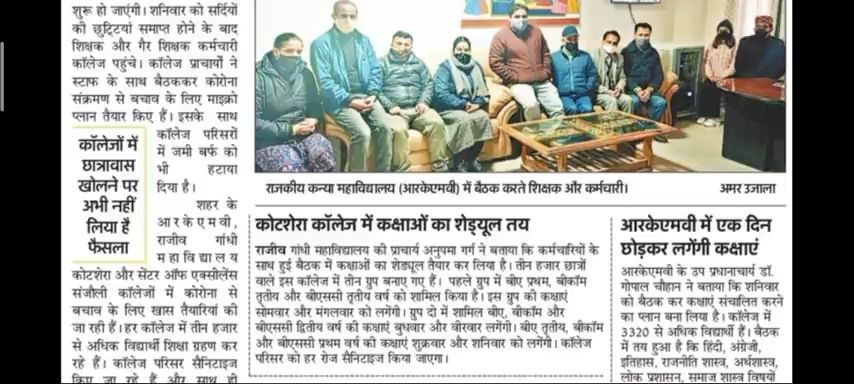 शुरू हो जाएंगी। शनिवार को सर्दियों
की छुट्टियां समाप्त होने के बाद
शिक्षक और गैर शिक्षक कर्मचारी
कॉलेज पहुंचे। कॉलेज प्राचार्यों ने
स्टाफ के साथ बैठककर कोरोना
संक्रमण से बचाव के लिए माइक्रो
प्लान तैयार किए हैं। इसके साथ
कॉलेज परिसरों
में जमी बर्फ को
भी हटाया
दिया है।
शहर के
आरकेएमवी,
राजीव गांधी
महाविद्यालय
कोटशेरा और सेंटर ऑफ एक्सीलेंस
संजौली कॉलेजों में कोरोना से
बचाव के लिए खास तैयारियां की
जा रही हैं। हर कॉलेज में तीन हजार
से अधिक विद्यार्थी शिक्षा ग्रहण कर
रहे हैं। कॉलेज परिसर सैनिटाइज
किए जा रहे हैं और साथ ही
कॉलेजों में
छात्रावास
खोलने पर
अभी नहीं
लिया है
फैसला
राजकीय कन्या महाविद्यालय (आरकेएमवी) में बैठक करते शिक्षक और कर्मचारी।
अमर उजाला
कोटशेरा कॉलेज में कक्षाओं का शेड्यूल तय
राजीव गांधी महाविद्यालय की प्राचार्य अनुपमा गर्ग ने बताया कि कर्मचारियों के
साथ हुई बैठक में कक्षाओं का शेड्यूल तैयार कर लिया है। तीन हजार छात्रों
वाले इस कॉलेज में तीन ग्रुप बनाए गए हैं। पहले ग्रुप में बीए प्रथम, बीकॉम
तृतीय और बीएससी तृतीय वर्ष को शामिल किया है। इस ग्रुप की कक्षाएं
सोमवार और मंगलवार को लगेंगी। ग्रुप दो में शामिल बीए, बीकॉम और
बीएससी द्वितीय वर्ष की कक्षाएं बुधवार और वीरवार लगेंगी। बीए तृतीय, बीकॉम
और बीएससी प्रथम वर्ष की कक्षाएं शुक्रवार और शनिवार को लगेंगी। कॉलेज
परिसर को हर रोज सैनिटाइज किया जाएगा।
आरकेएमवी में एक दिन
छोड़कर लगेंगी कक्षाएं
आरकेएमवी के उप प्रधानाचार्य डॉ.
गोपाल चौहान ने बताया कि शनिवार
को बैठक कर कक्षाएं संचालित करने
का प्लान बना लिया है। कॉलेज में
3320 से अधिक विद्यार्थी हैं। बैठक
में तय हुआ है कि हिंदी, अंग्रेजी,
इतिहास, राजनीति शास्त्र, अर्थशास्त्र,
लोक प्रशासन, समाज शास्त्र विषयों